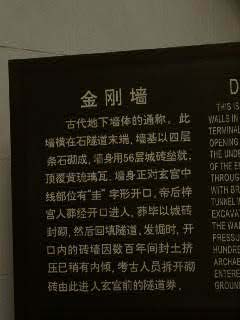 金刚墙
古代地下墙体的通称。此
墙横在石隧道末端，墙基以四层
条石砌成，墙身用56层城砖垒就，
顶覆黄琉璃瓦。墙身正对玄宫中
线部位有“圭”字形开口，帝后梓
宫入葬经开口进入，葬毕以城砖
封砌，然后回填隧道。发掘时，开
口内的砖墙因数百年间封土挤
压已稍有内倾，考古人员拆开砌
砖由此进入玄宫前的隧道券。
D
THIS IS
WALLS IN
TERMINAL
OPENING
THE UND
OF THE E
THROUGH
WITH BR
TUNNEL W
EXCAVAT
THE WA
PRESSU
HUNDRE
ARCHAE
ENTERE
GROUN